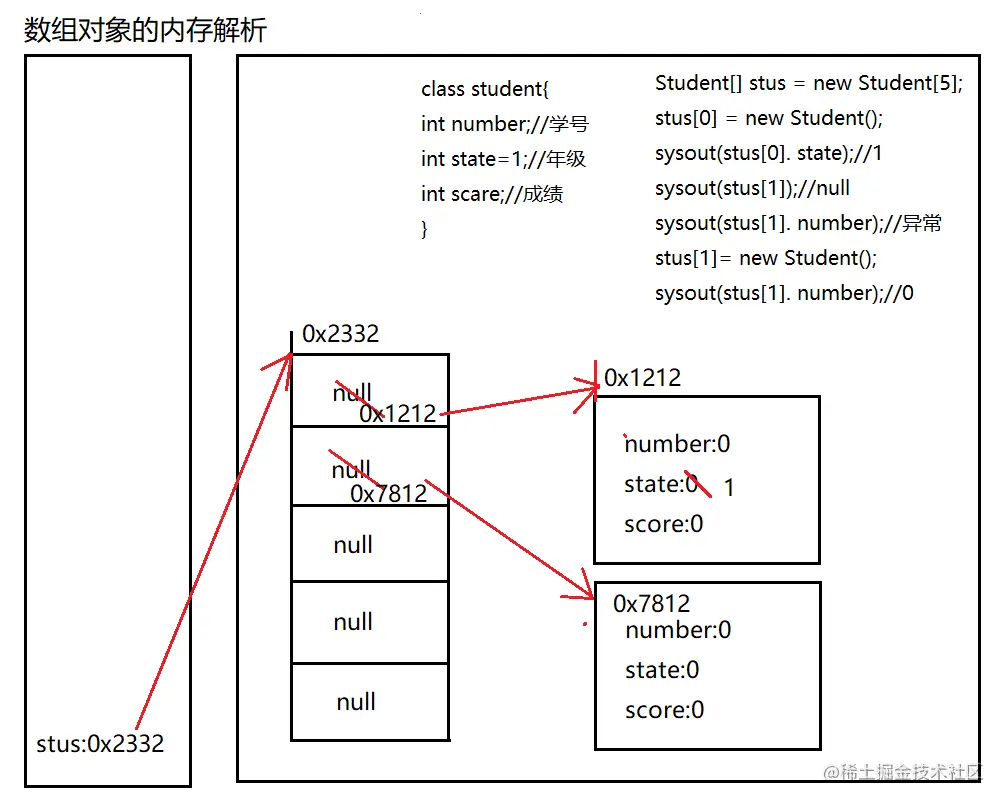 数组对象的内存解析
class student{
int number;//学号
int state=1;//年级
int scare;//成绩
}
Student[] stus = new Student[5];
stus[0] = new Student();
sysout(stus[0]. state);//1
sysout(stus[1]);//null
sysout(stus[1]. number);//异常
stus[1]= new Student();
sysout(stus[1]. number);//0
0x2332
null
0x1212
null
0x7812
null
null
null
0x1212
number:0
state:0 1
score:0
0x7812
number:0
state:0
score:0
stus:0x2332
@稀土掘金技术社区